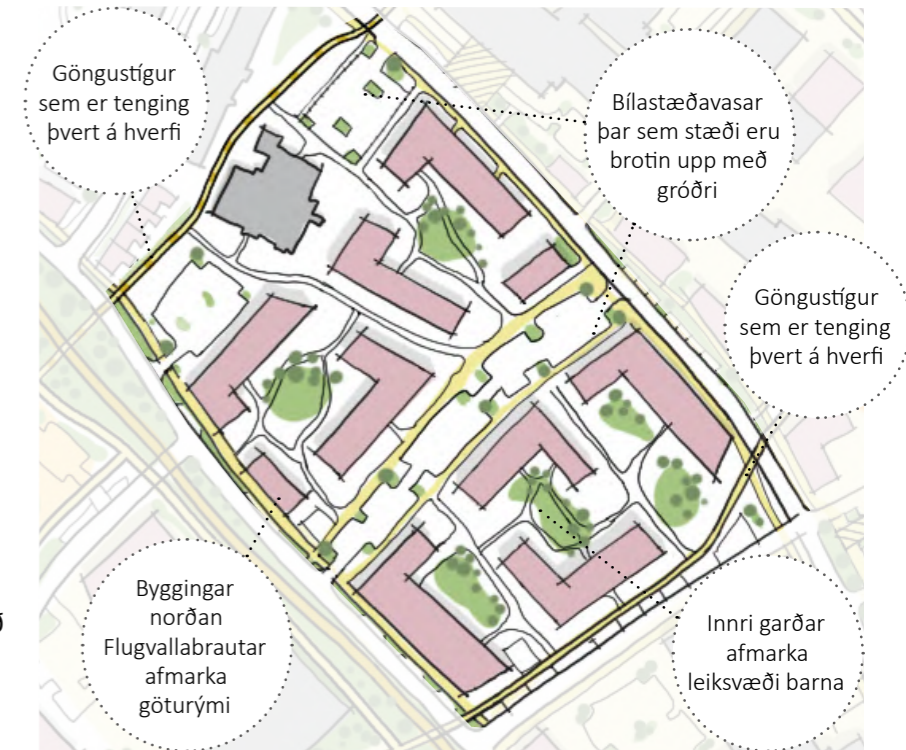 Göngustígur
sem er tenging
þvert á hverfi
Bílastæðavasar
þar sem stæði eru
brotin upp með
gróðri
Göngustígur
sem er tenging
þvert á hverfi
Byggingar
norðan
Flugvallabrautar
afmarka
göturými
Innri garðar
afmarka
leiksvæði barna
ð